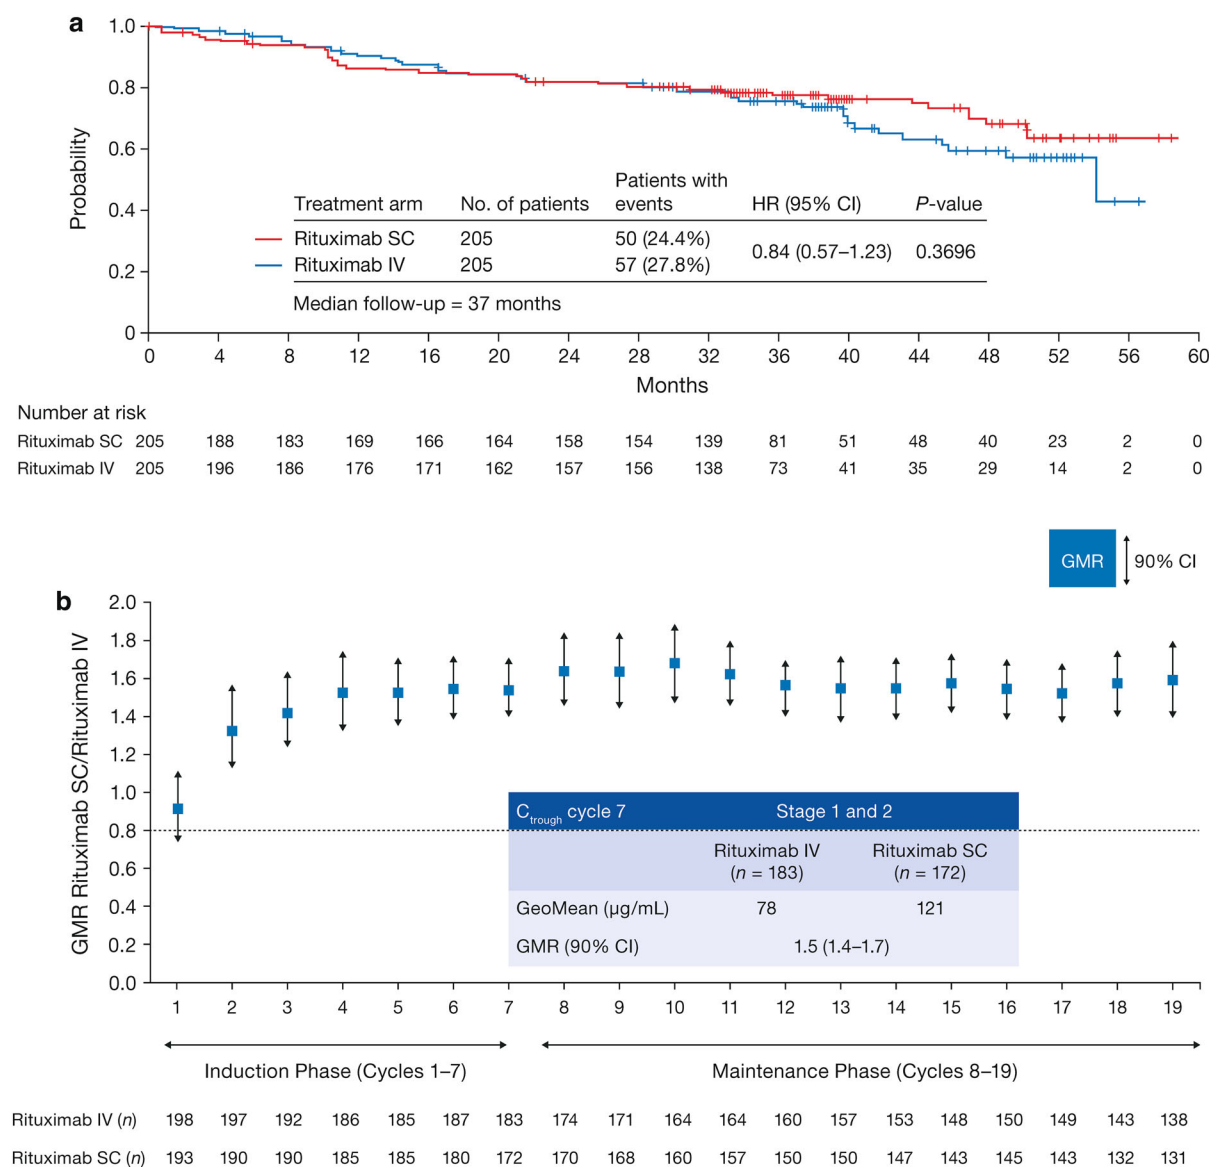 a
1.0
0.8
0.6
0.4
0.2
0
Probability
Treatment arm No. of patients Patients with events HR (95% CI) P-value
Rituximab SC 205 50 (24.4%) 0.84 (0.57–1.23) 0.3696
Rituximab IV 205 57 (27.8%)
Median follow-up = 37 months
0 4 8 12 16 20 24 28 32 36 40 44 48 52 56 60
Months
Number at risk
Rituximab SC 205 188 183 169 166 164 158 154 139 81 51 48 40 23 2 0
Rituximab IV 205 196 186 176 171 162 157 156 138 73 41 35 29 14 2 0
GMR 90% CI
b
2.0
1.8
1.6
1.4
1.2
1.0
0.8
0.6
0.4
0.2
0.0
GMR Rituximab SC/Rituximab IV
Ctrough cycle 7 Stage 1 and 2
Rituximab IV Rituximab SC
(n = 183) (n = 172)
GeoMean (µg/mL) 78 121
GMR (90% CI) 1.5 (1.4–1.7)
1 2 3 4 5 6 7 8 9 10 11 12 13 14 15 16 17 18 19
Induction Phase (Cycles 1–7) Maintenance Phase (Cycles 8–19)
Rituximab IV (n) 198 197 192 186 185 187 183 174 171 164 164 160 157 153 148 150 149 143 138
Rituximab SC (n) 193 190 190 185 185 180 172 170 168 160 157 150 150 147 143 145 143 132 131